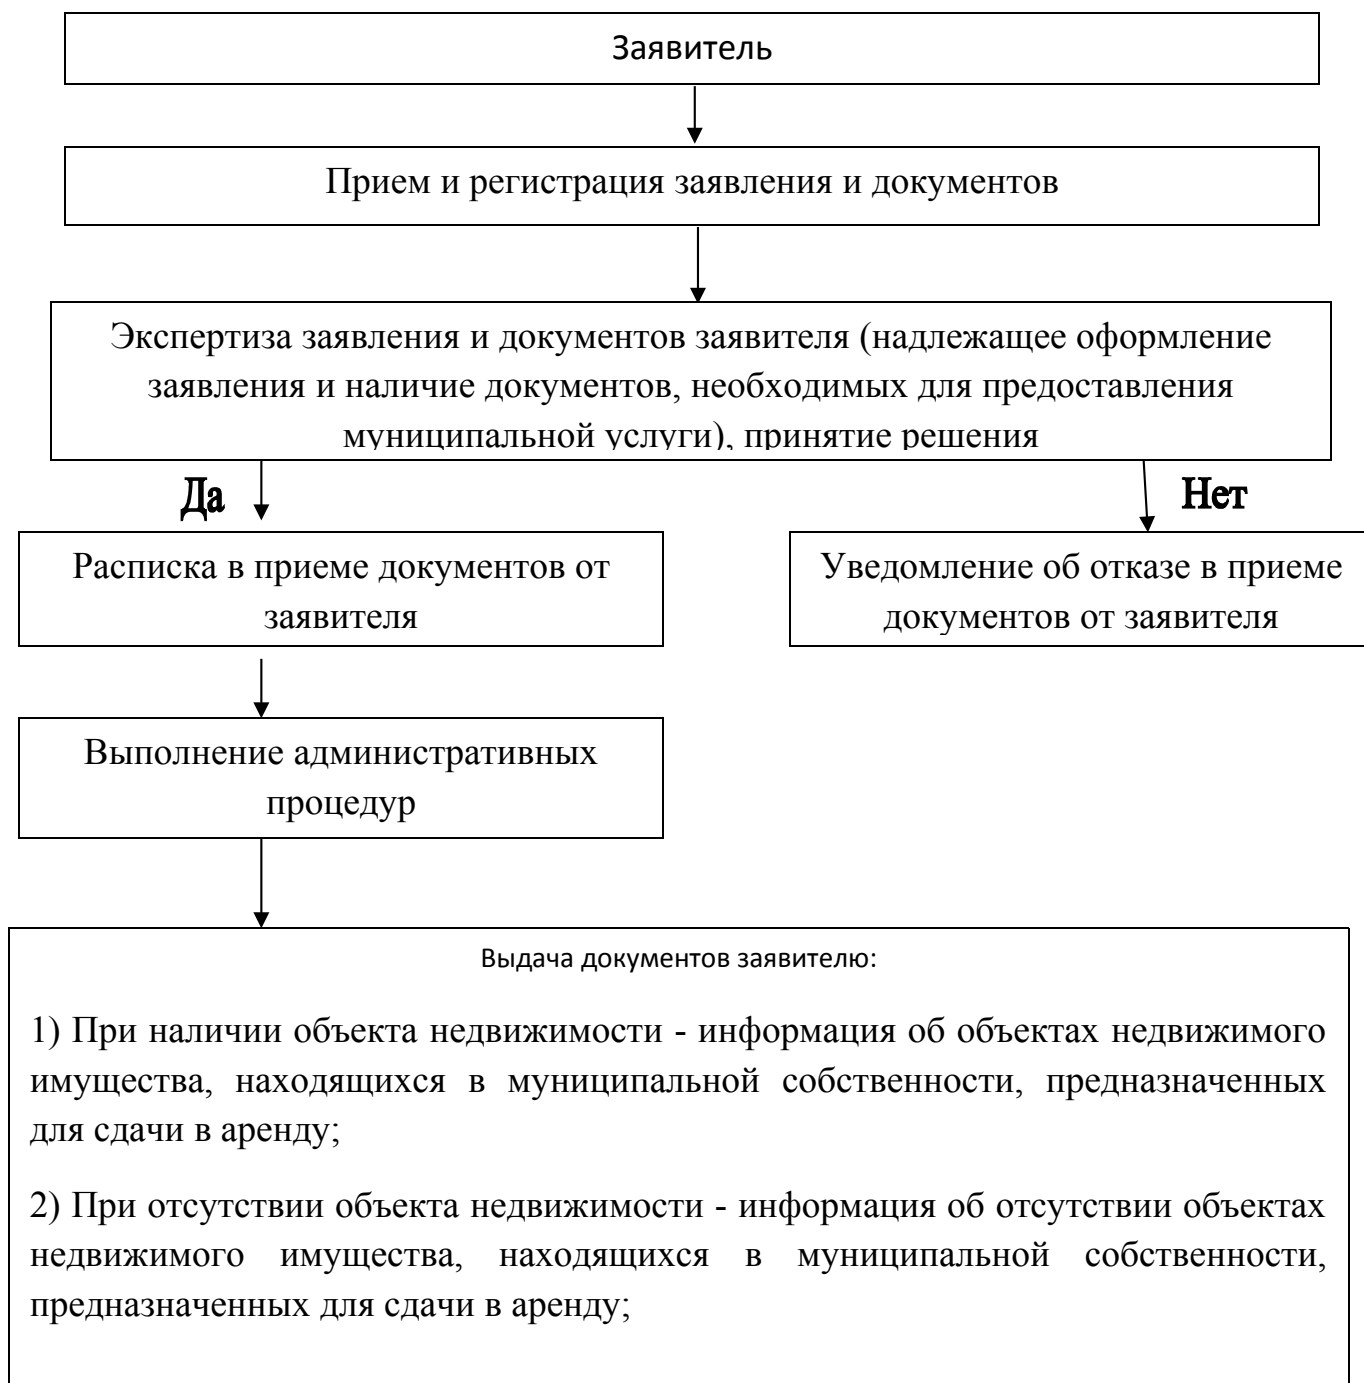 Заявитель
Прием и регистрация заявления и документов
Экспертиза заявления и документов заявителя (надлежащее оформление
заявления и наличие документов, необходимых для предоставления
муниципальной услуги), принятие решения
Да
Нет
Расписка в приеме документов от
заявителя
Уведомление об отказе в приеме
документов от заявителя
Выполнение административных
процедур
Выдача документов заявителю:
1) При наличии объекта недвижимости - информация об объектах недвижимого
имущества, находящихся в муниципальной собственности, предназначенных
для сдачи в аренду;
2) При отсутствии объекта недвижимости - информация об отсутствии объектах
недвижимого имущества, находящихся в муниципальной собственности,
предназначенных для сдачи в аренду;